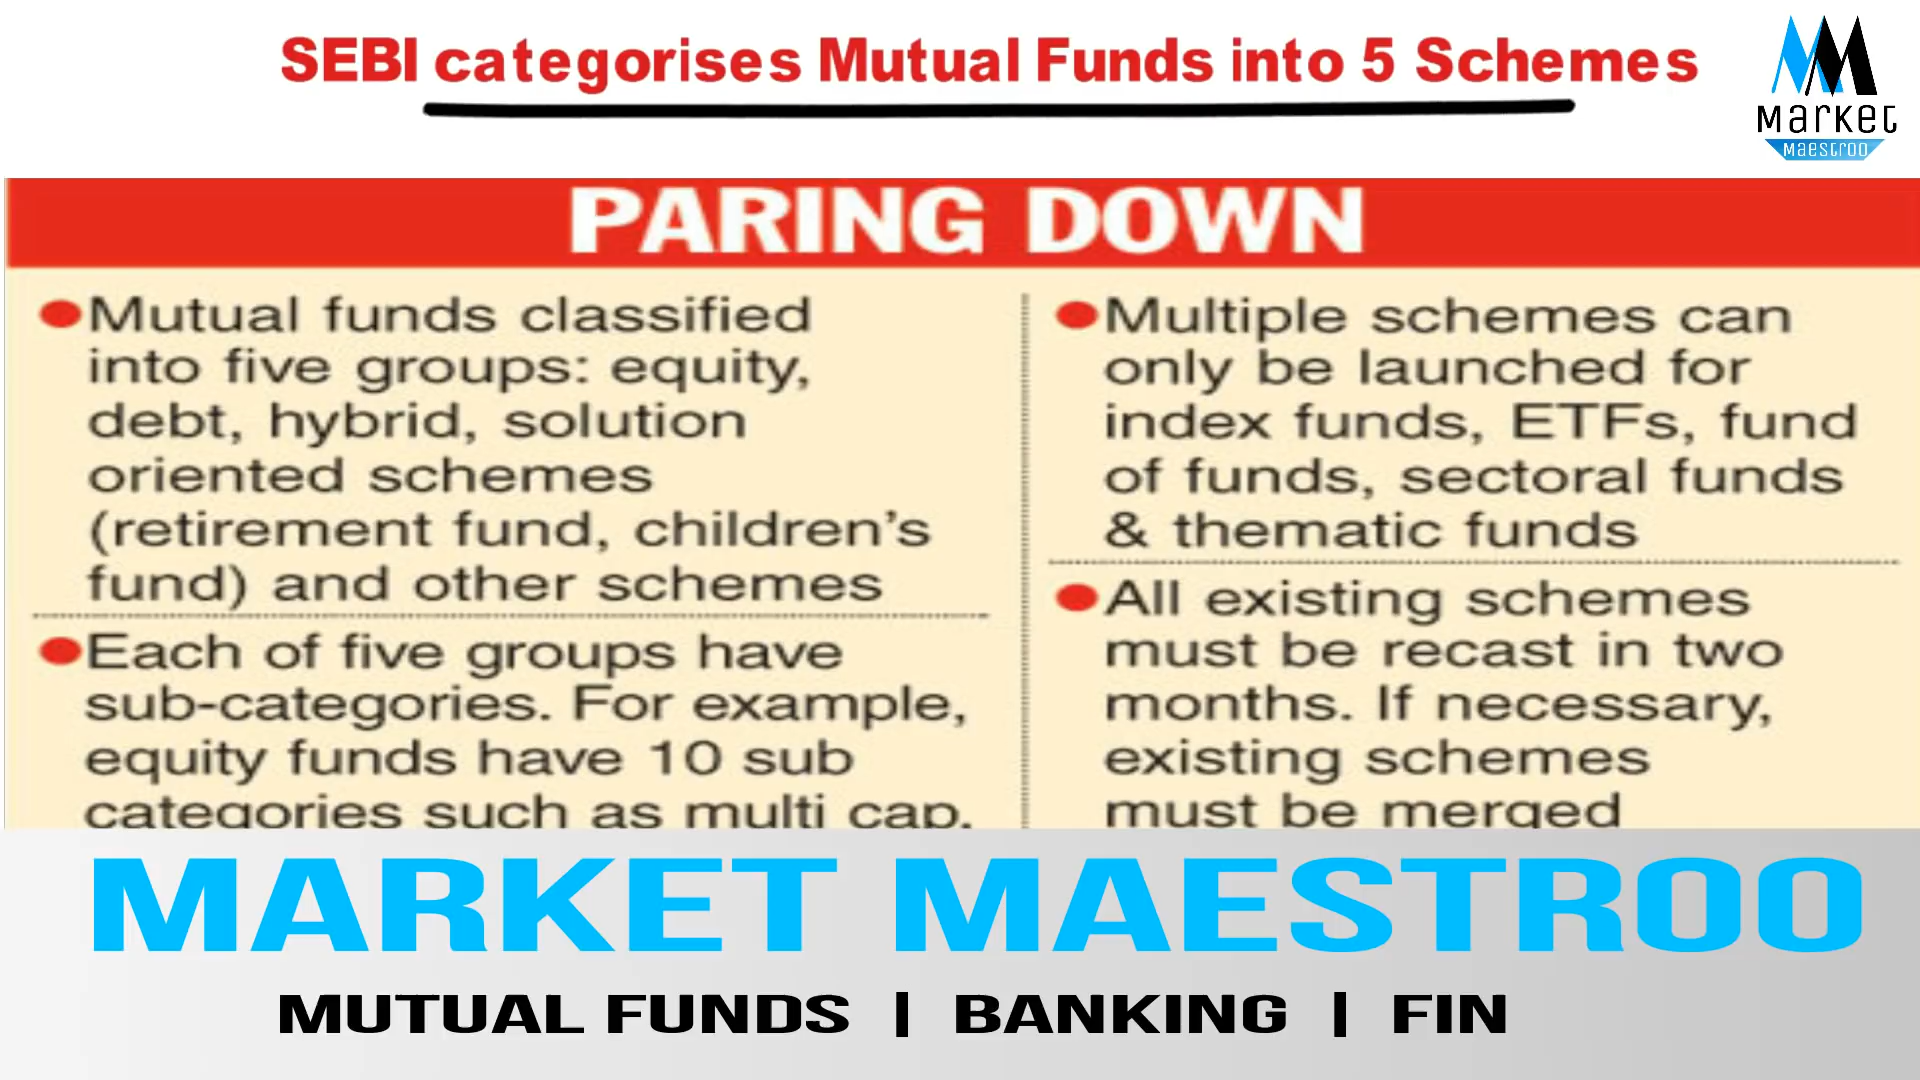 SEBI categorises Mutual Funds into 5 Schemes
Market
Maestroo
PARING DOWN
Mutual funds classified
into five groups: equity,
debt, hybrid, solution
oriented schemes
(retirement fund, children's
fund) and other schemes
Each of five groups have
sub-categories. For example,
equity funds have 10 sub
categories such as multi cap,
Multiple schemes can
only be launched for
index funds, ETFs, fund
of funds, sectoral funds
& thematic funds
All existing schemes
must be recast in two
months. If necessary,
existing schemes
must be merged
MARKET MAESTROO
MUTUAL FUNDS | BANKING | FIN